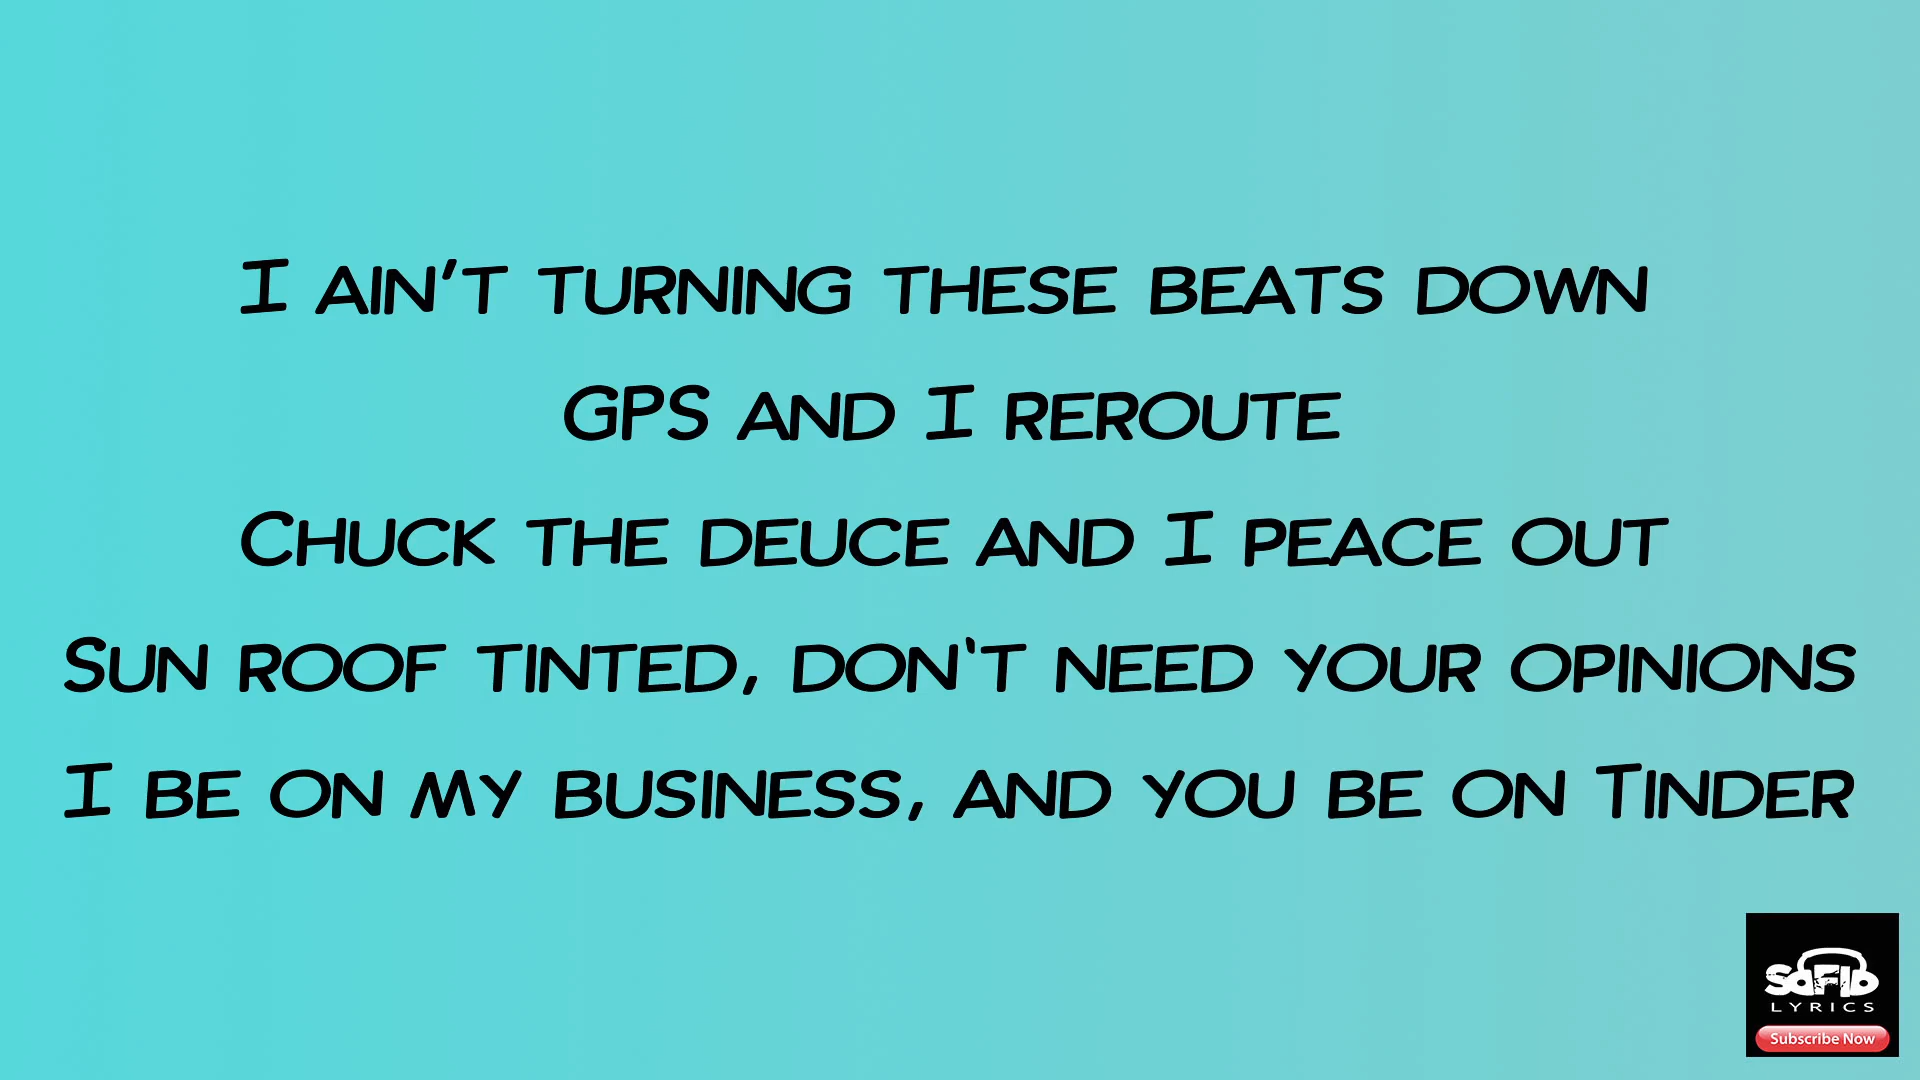 I ain't turning these beats down
GPS and I reroute
Chuck the deuce and I peace out
Sun roof tinted, don't need your opinions
I be on my business, and you be on Tinder
SaFlo
LYRICS
Subscribe Now